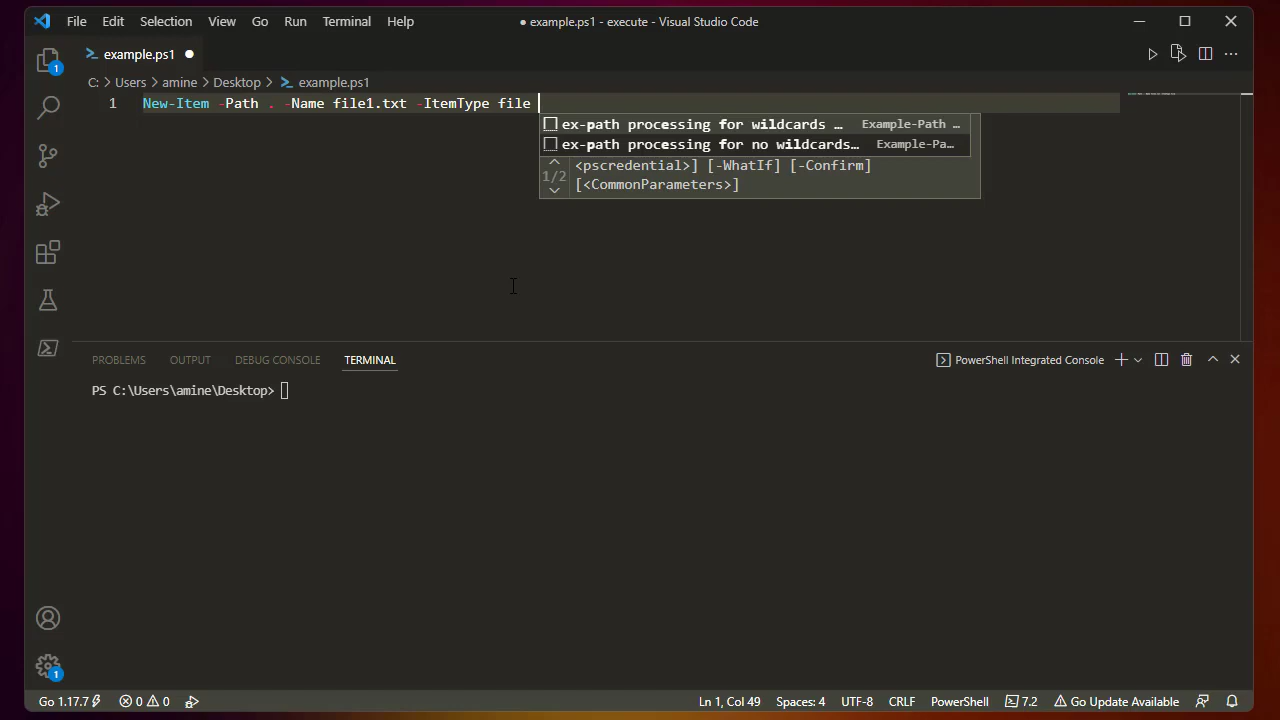 File Edit Selection View Go Run Terminal Help ● example.ps1 - execute - Visual Studio Code
example.ps1 ●
C: > Users > amine > Desktop > example.ps1
1 New-Item -Path . -Name file1.txt -ItemType file
ex-path processing for wildcards … Example-Path …
ex-path processing for no wildcards… Example-Pa…
<pscredential>] [-WhatIf] [-Confirm]
1/2
[<CommonParameters>]
PROBLEMS OUTPUT DEBUG CONSOLE TERMINAL PowerShell Integrated Console
PS C:\Users\amine\Desktop>
1
1
1
Go 1.17.7 0 0 Ln 1, Col 49 Spaces: 4 UTF-8 CRLF PowerShell 7.2 Go Update Available